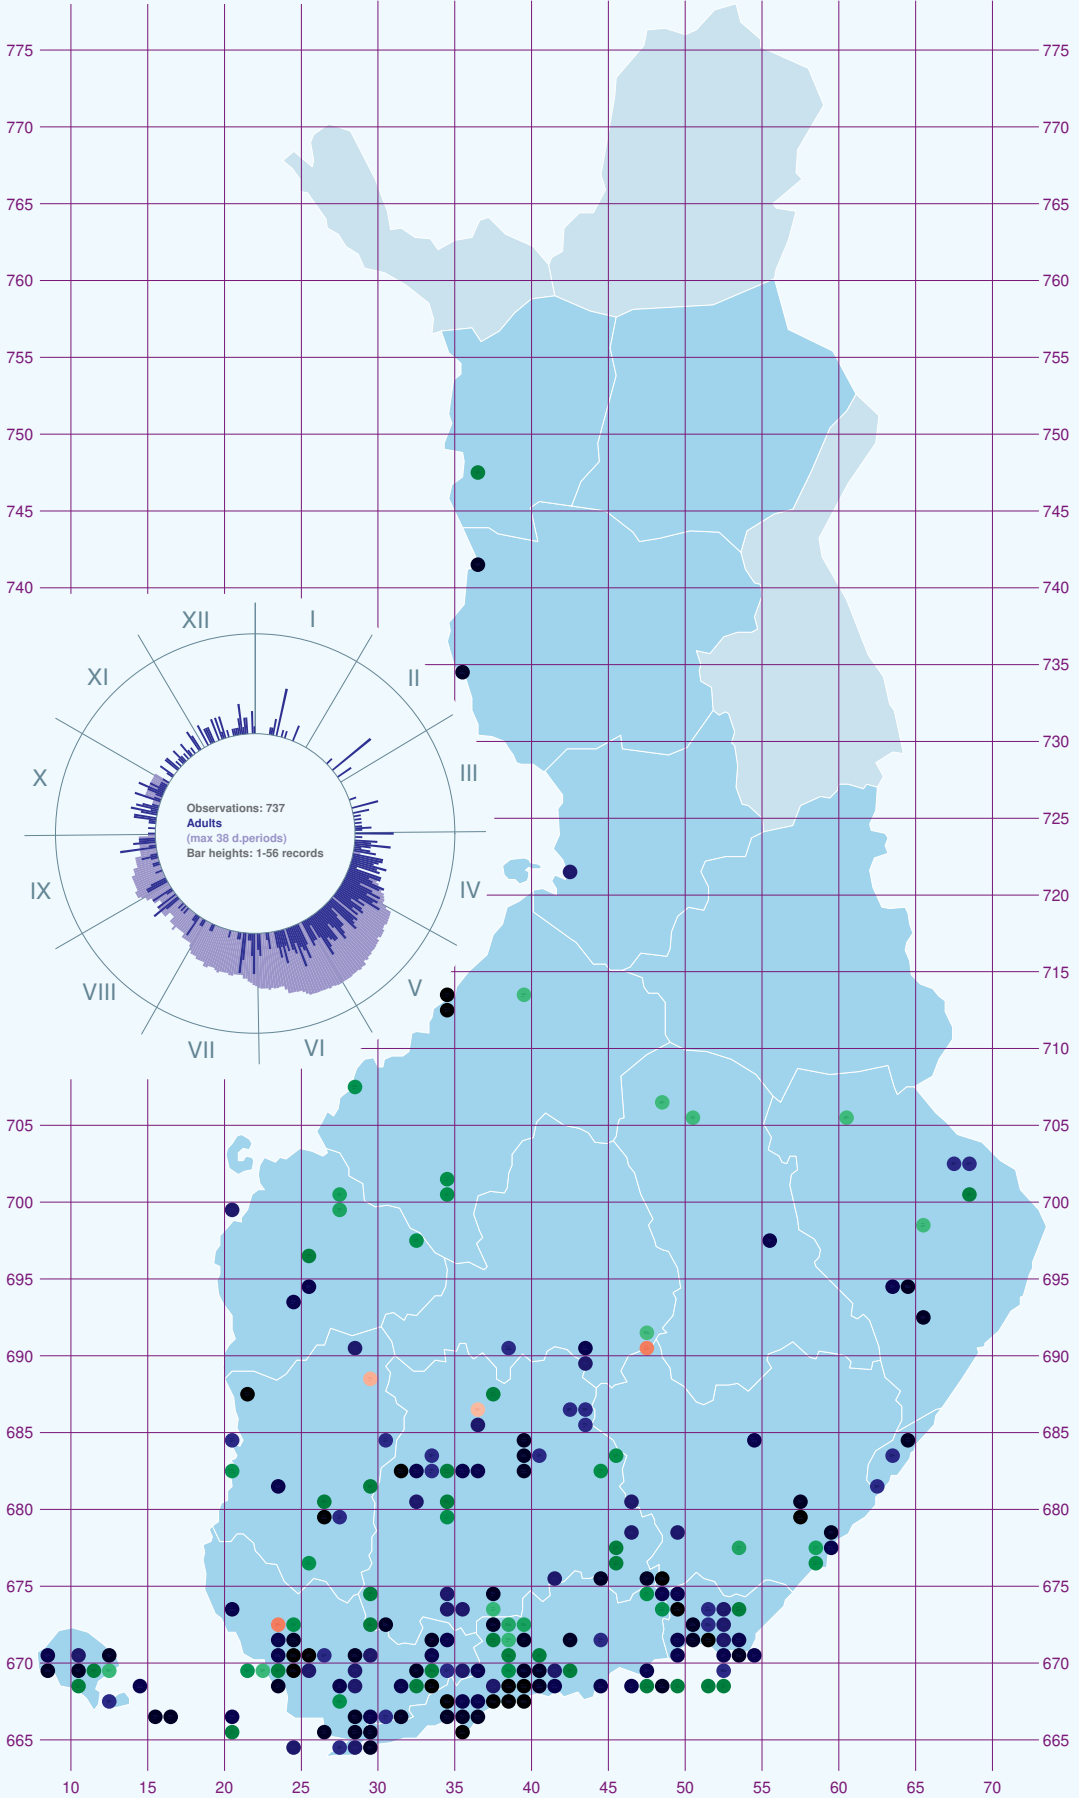 775 775
770 770
765 765
760 760
755 755
750 750
745 745
740 740
XII I
XI II
735 735
730 730
X III
Observations: 737
725 725
Adults
(max 38 d.periods)
Bar heights: 1-56 records
IX IV
720 720
715 715
VIII V
VII VI
710 710
705 705
700 700
695 695
690 690
685 685
680 680
675 675
670 670
665 665
10 15 20 25 30 35 40 45 50 55 60 65 70